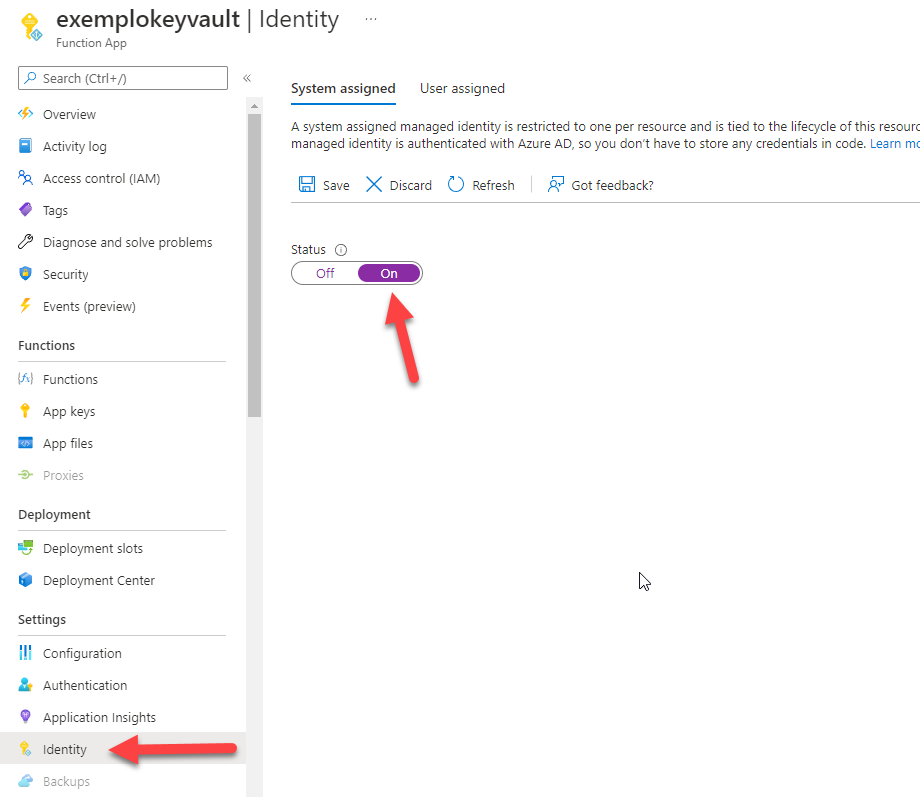 exemplokeyvault | Identity ...
Function App
Search (Ctrl+/)
«
Overview
Activity log
Access control (IAM)
Tags
Diagnose and solve problems
Security
Events (preview)
Functions
Functions
App keys
App files
Proxies
Deployment
Deployment slots
Deployment Center
Settings
Configuration
Authentication
Application Insights
Identity
Backups
System assigned User assigned
A system assigned managed identity is restricted to one per resource and is tied to the lifecycle of this resourc
managed identity is authenticated with Azure AD, so you don't have to store any credentials in code. Learn mo
Save Discard Refresh Got feedback?
Status
Off On